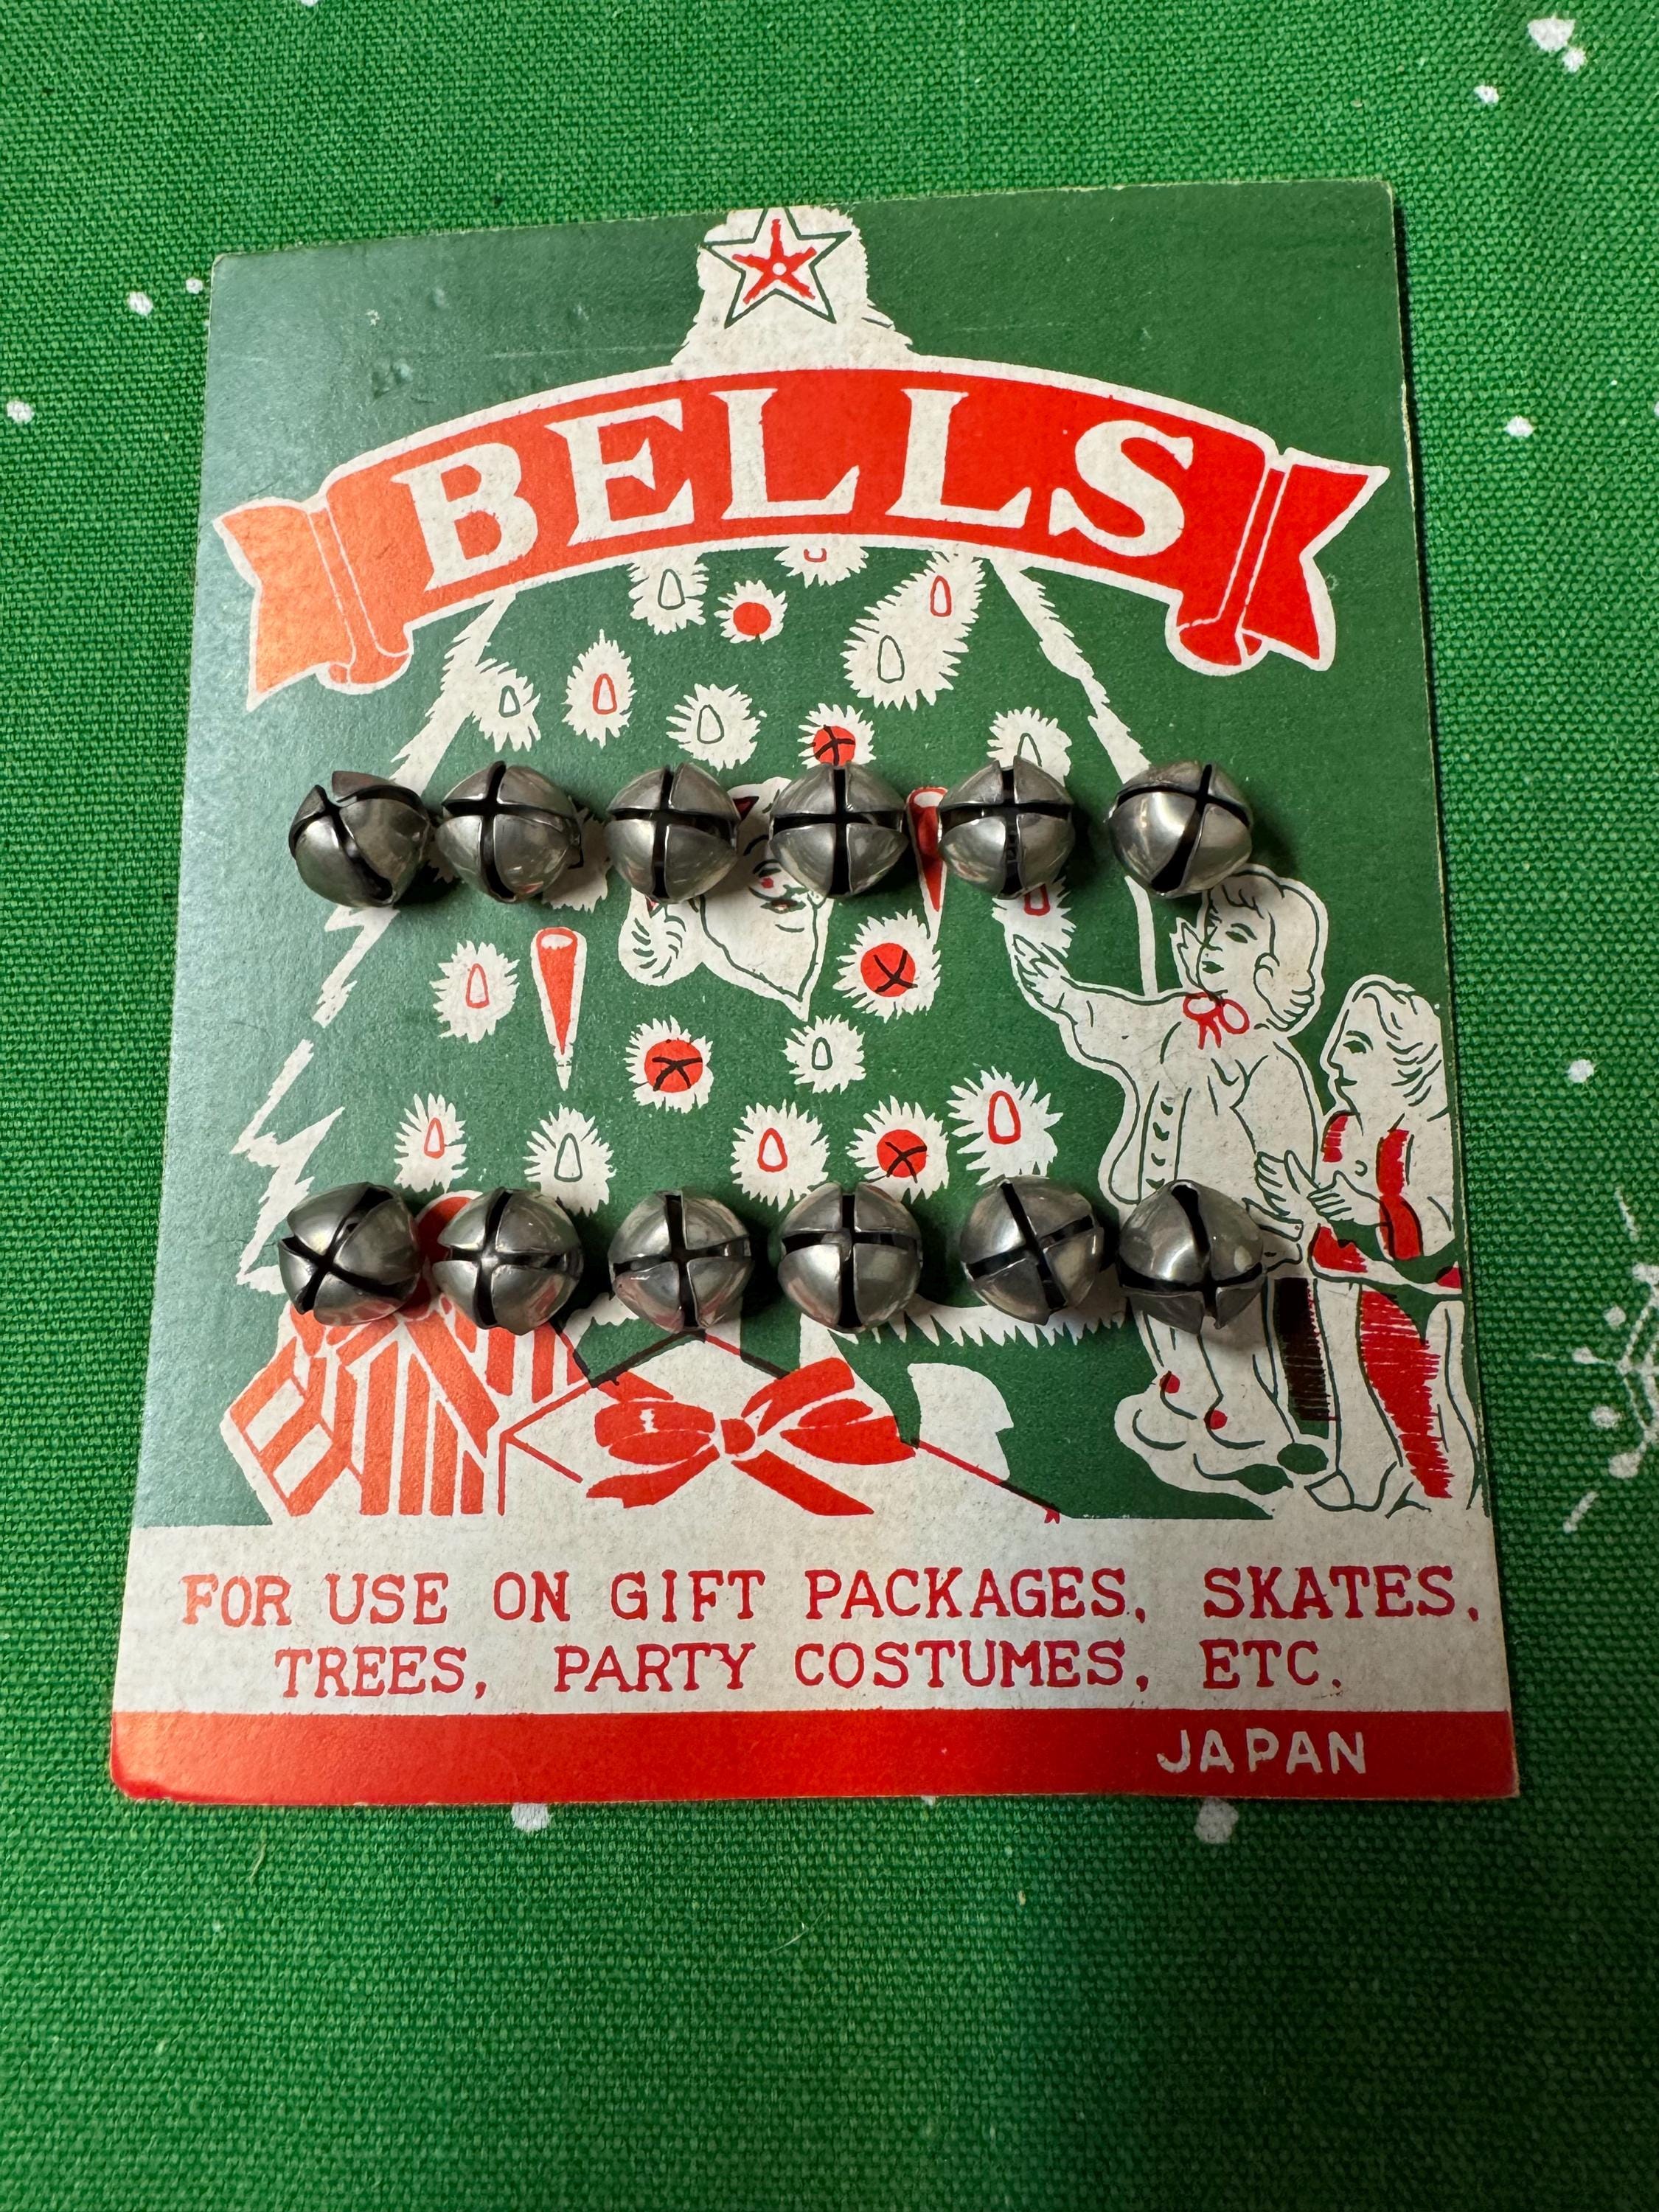 BELLS
FOR USE ON GIFT PACKAGES, SKATES,
TREES, PARTY COSTUMES, ETC.
JAPAN